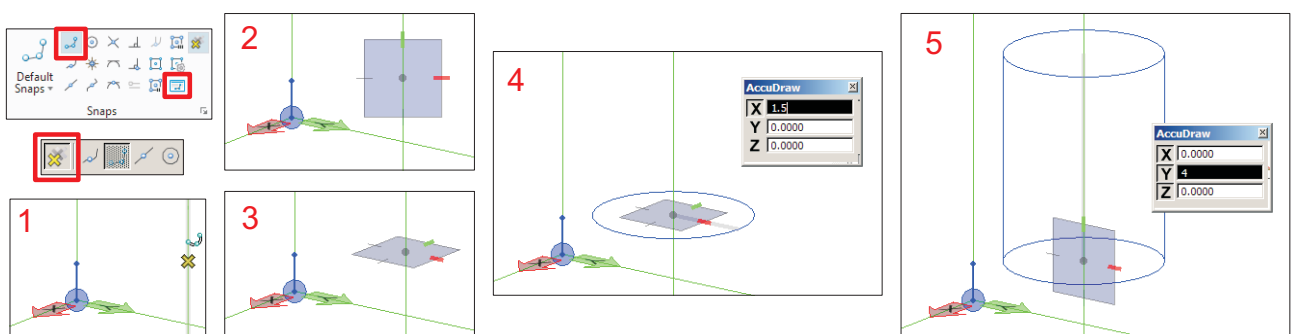 Default
Snaps
Snaps
1
2
3
4
AccuDraw
X 1.5
Y 0.0000
Z 0.0000
5
AccuDraw
X 0.0000
Y 4
Z 0.0000